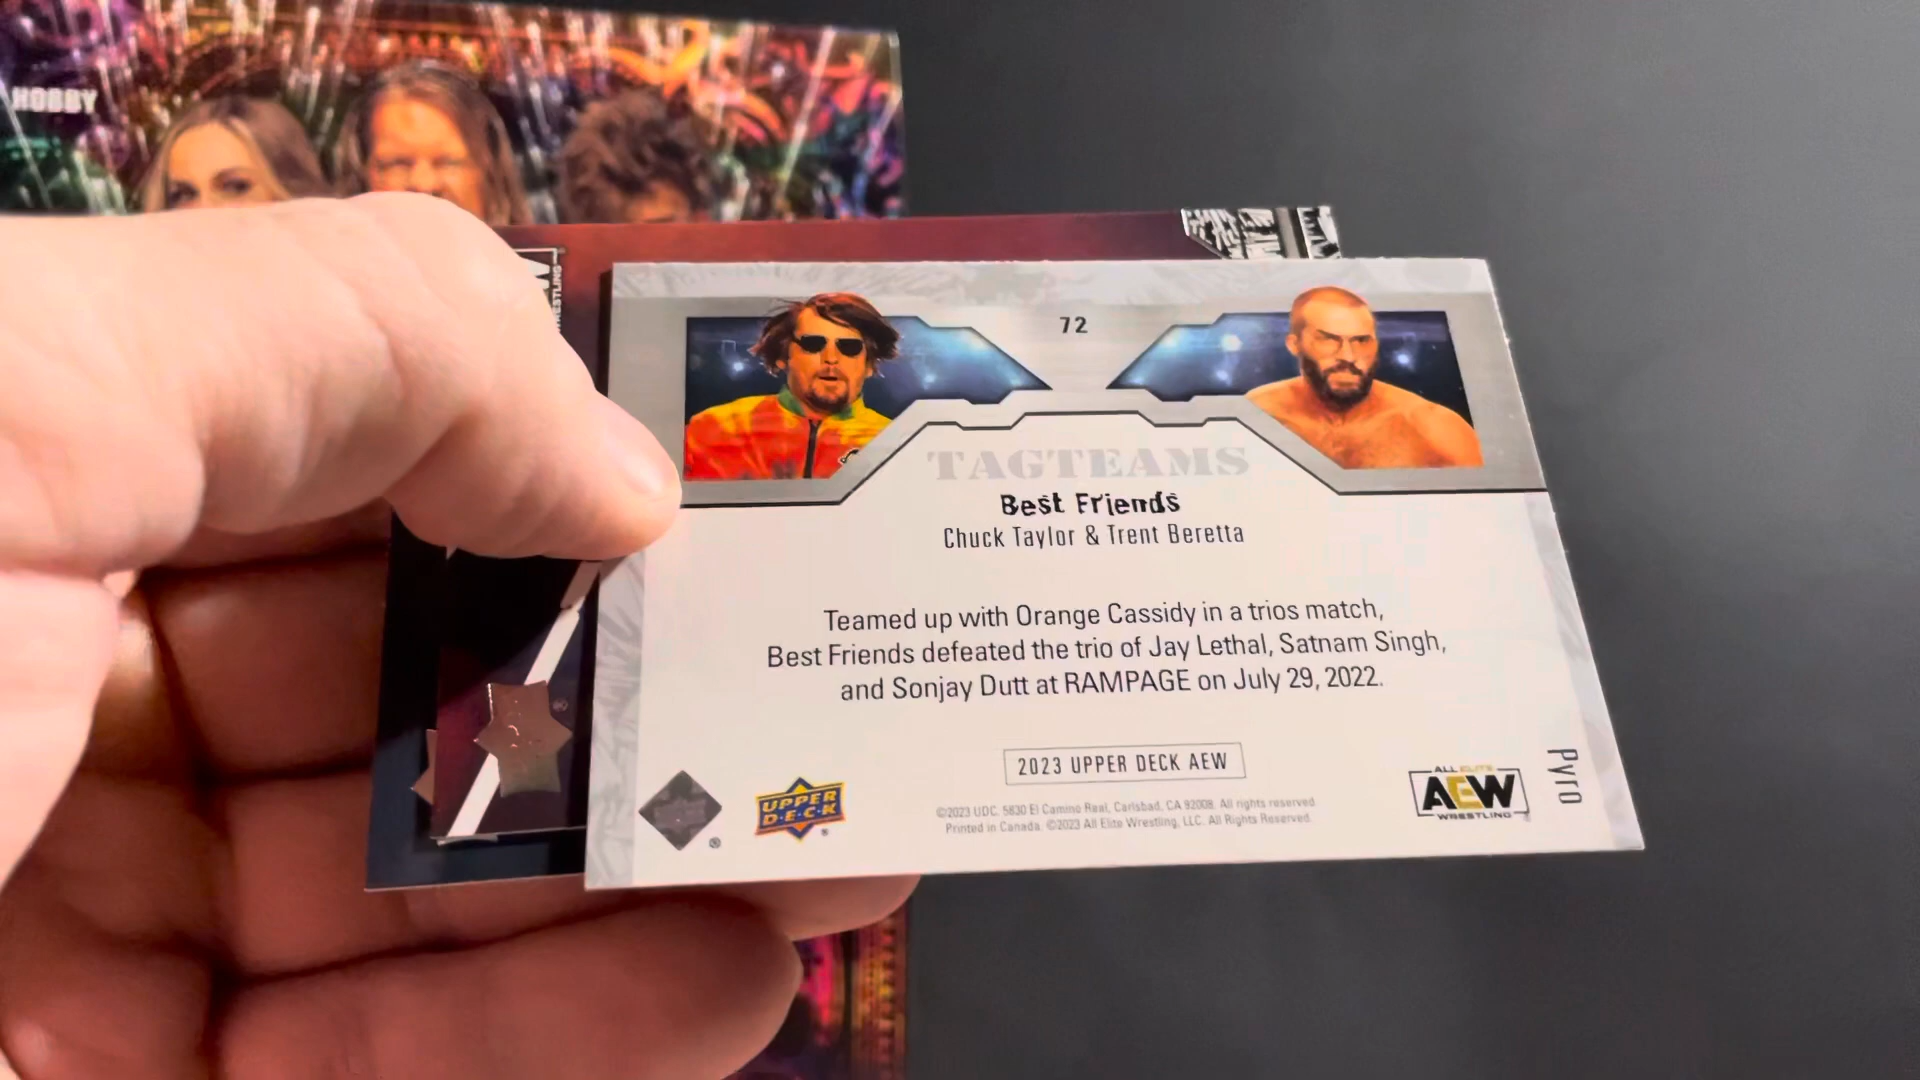 HOBBY
WRESTLING
72
TAGTEAMS
Best Friends
Chuck Taylor & Trent Beretta
Teamed up with Orange Cassidy in a trios match,
Best Friends defeated the trio of Jay Lethal, Satnam Singh,
and Sonjay Dutt at RAMPAGE on July 29, 2022.
2023 UPPER DECK AEW
©2023 UDC. 5830 El Camino Real, Carlsbad, CA 92008. All rights reserved.
Printed in Canada. ©2023 All Elite Wrestling, LLC. All Rights Reserved.
UPPER
D·E·C·K
®
®
ALL ELITE
AEW
WRESTLING
Pyro